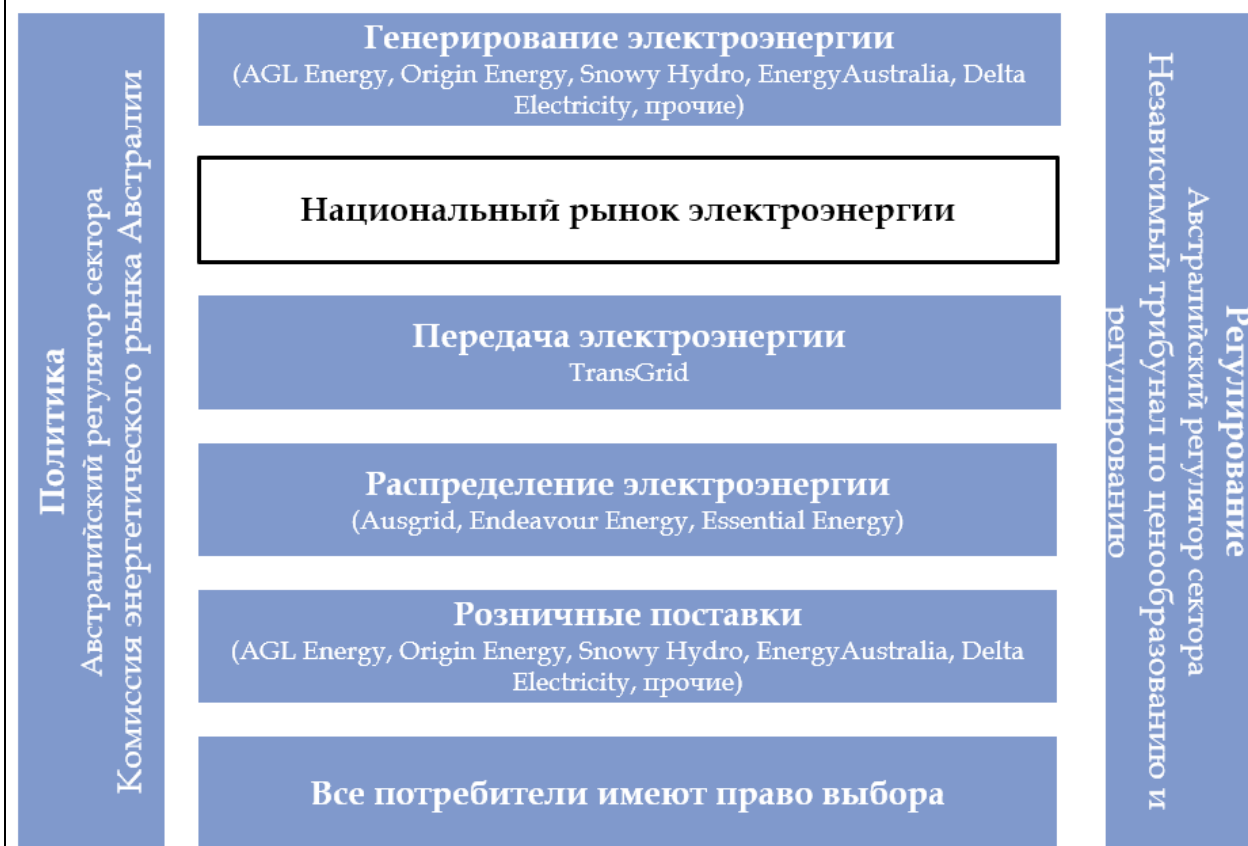 Политика
Австралийский регулятор сектора
Комиссия энергетического рынка Австралии
Генерирование электроэнергии
(AGL Energy, Origin Energy, Snowy Hydro, EnergyAustralia, Delta
Electricity, прочие)
Национальный рынок электроэнергии
Передача электроэнергии
TransGrid
Распределение электроэнергии
(Ausgrid, Endeavour Energy, Essential Energy)
Розничные поставки
(AGL Energy, Origin Energy, Snowy Hydro, EnergyAustralia, Delta
Electricity, прочие)
Все потребители имеют право выбора
Регулирование
Австралийский регулятор сектора
Независимый трибунал по ценообразованию и
регулированию